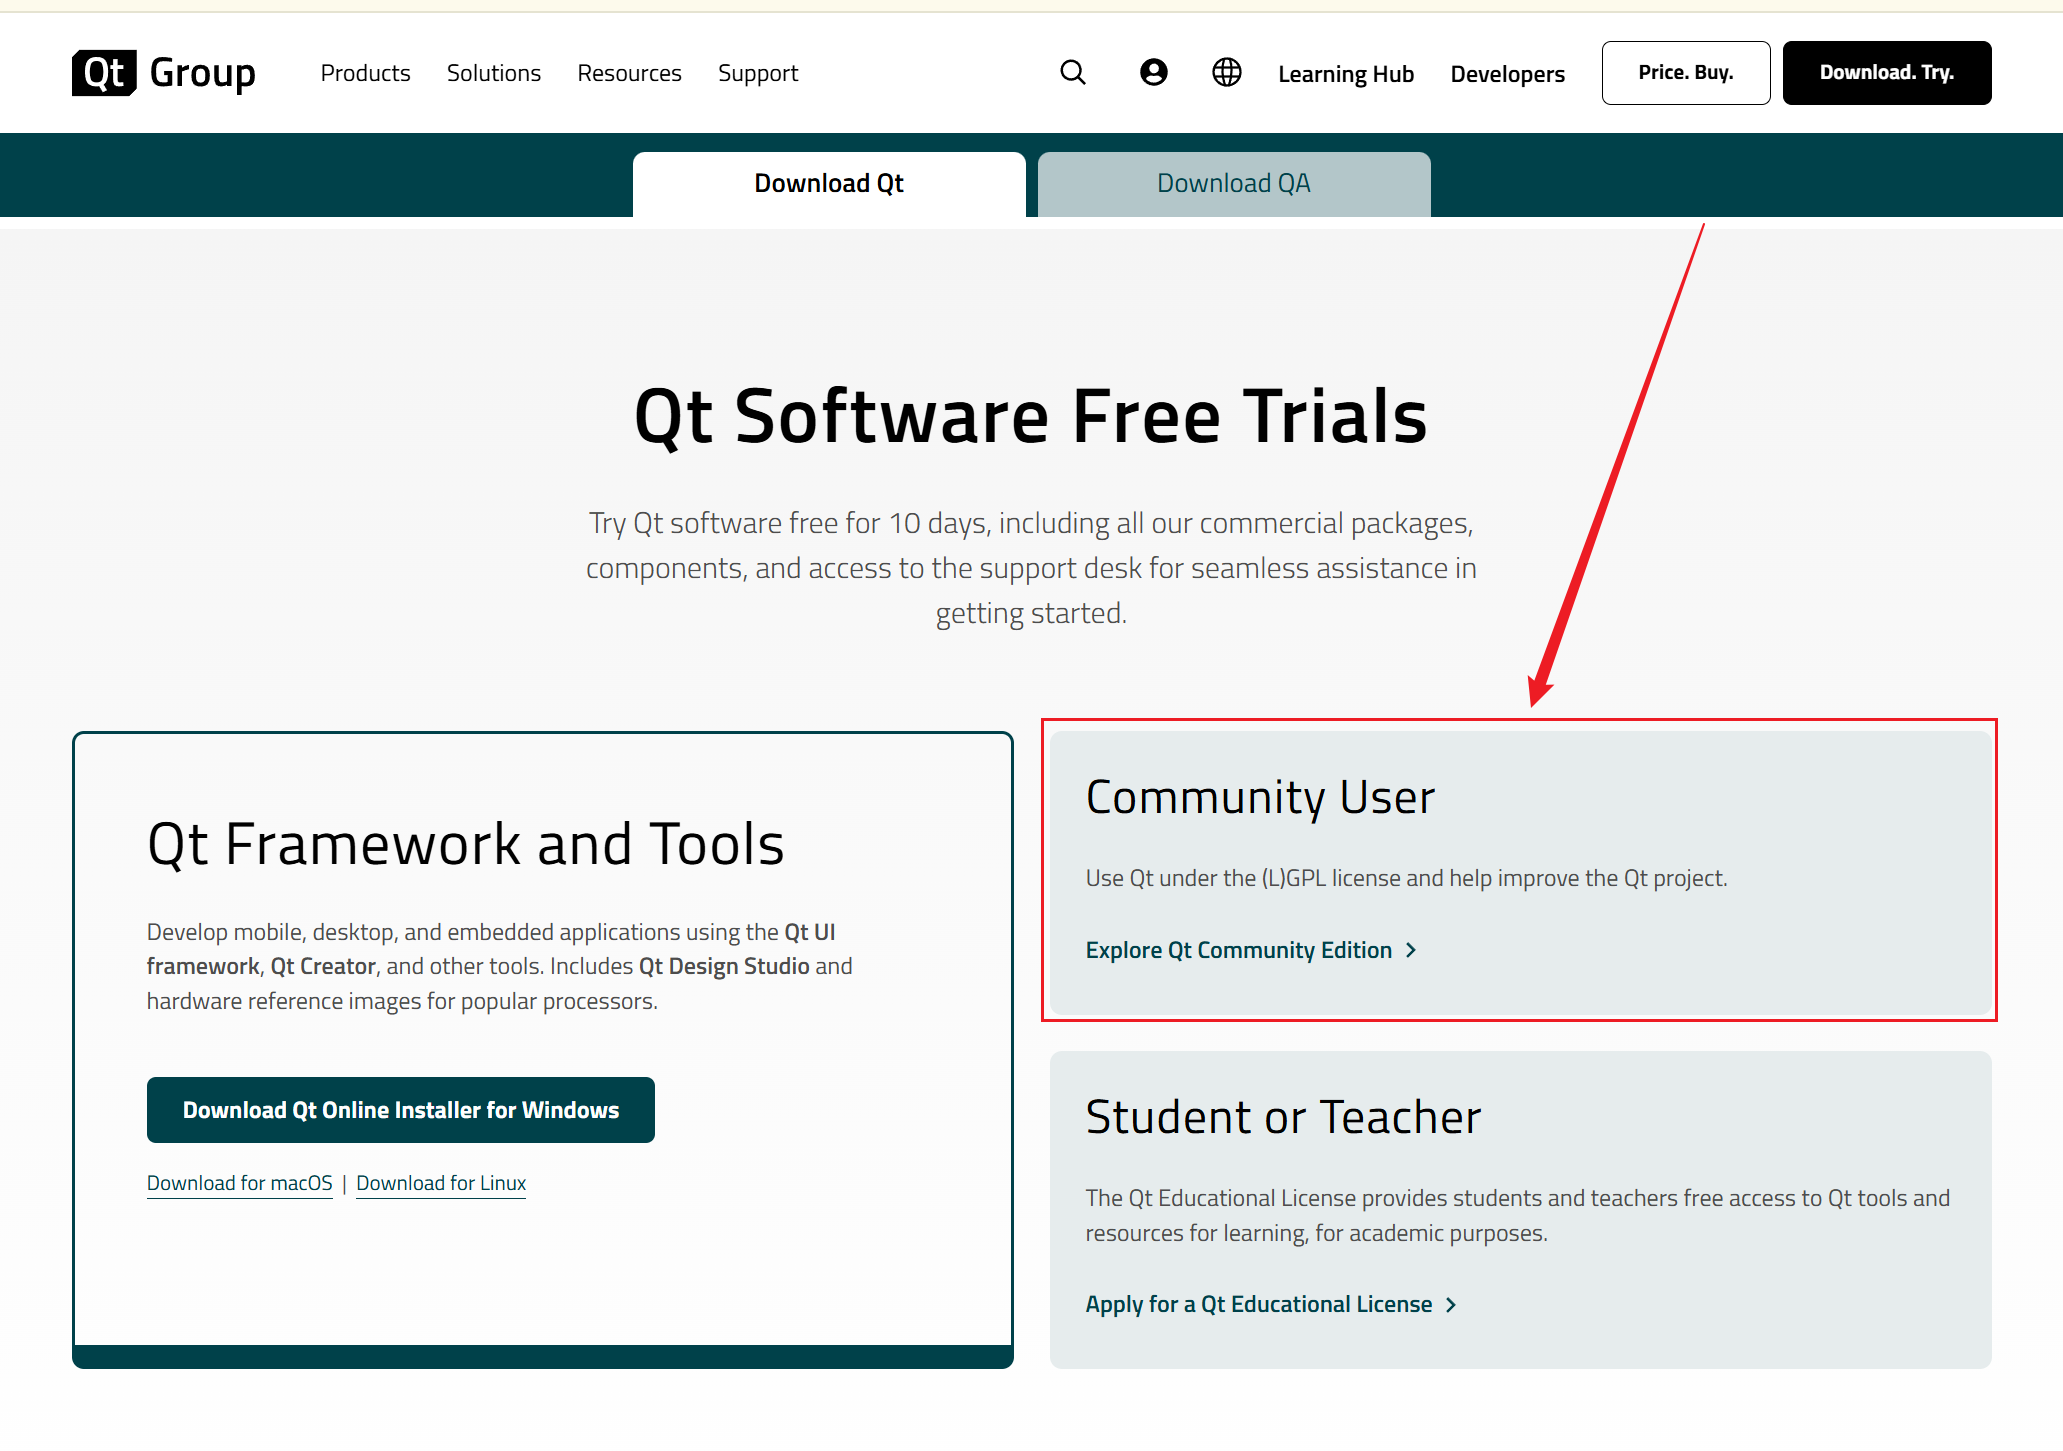 Qt Group
Products
Solutions
Resources
Support
Learning Hub
Developers
Price. Buy.
Download. Try.
Download Qt
Download QA
Qt Software Free Trials
Try Qt software free for 10 days, including all our commercial packages,
components, and access to the support desk for seamless assistance in
getting started.
Qt Framework and Tools
Develop mobile, desktop, and embedded applications using the Qt UI
framework, Qt Creator, and other tools. Includes Qt Design Studio and
hardware reference images for popular processors.
Download Qt Online Installer for Windows
Download for macOS | Download for Linux
Community User
Use Qt under the (L)GPL license and help improve the Qt project.
Explore Qt Community Edition
Student or Teacher
The Qt Educational License provides students and teachers free access to Qt tools and
resources for learning, for academic purposes.
Apply for a Qt Educational License